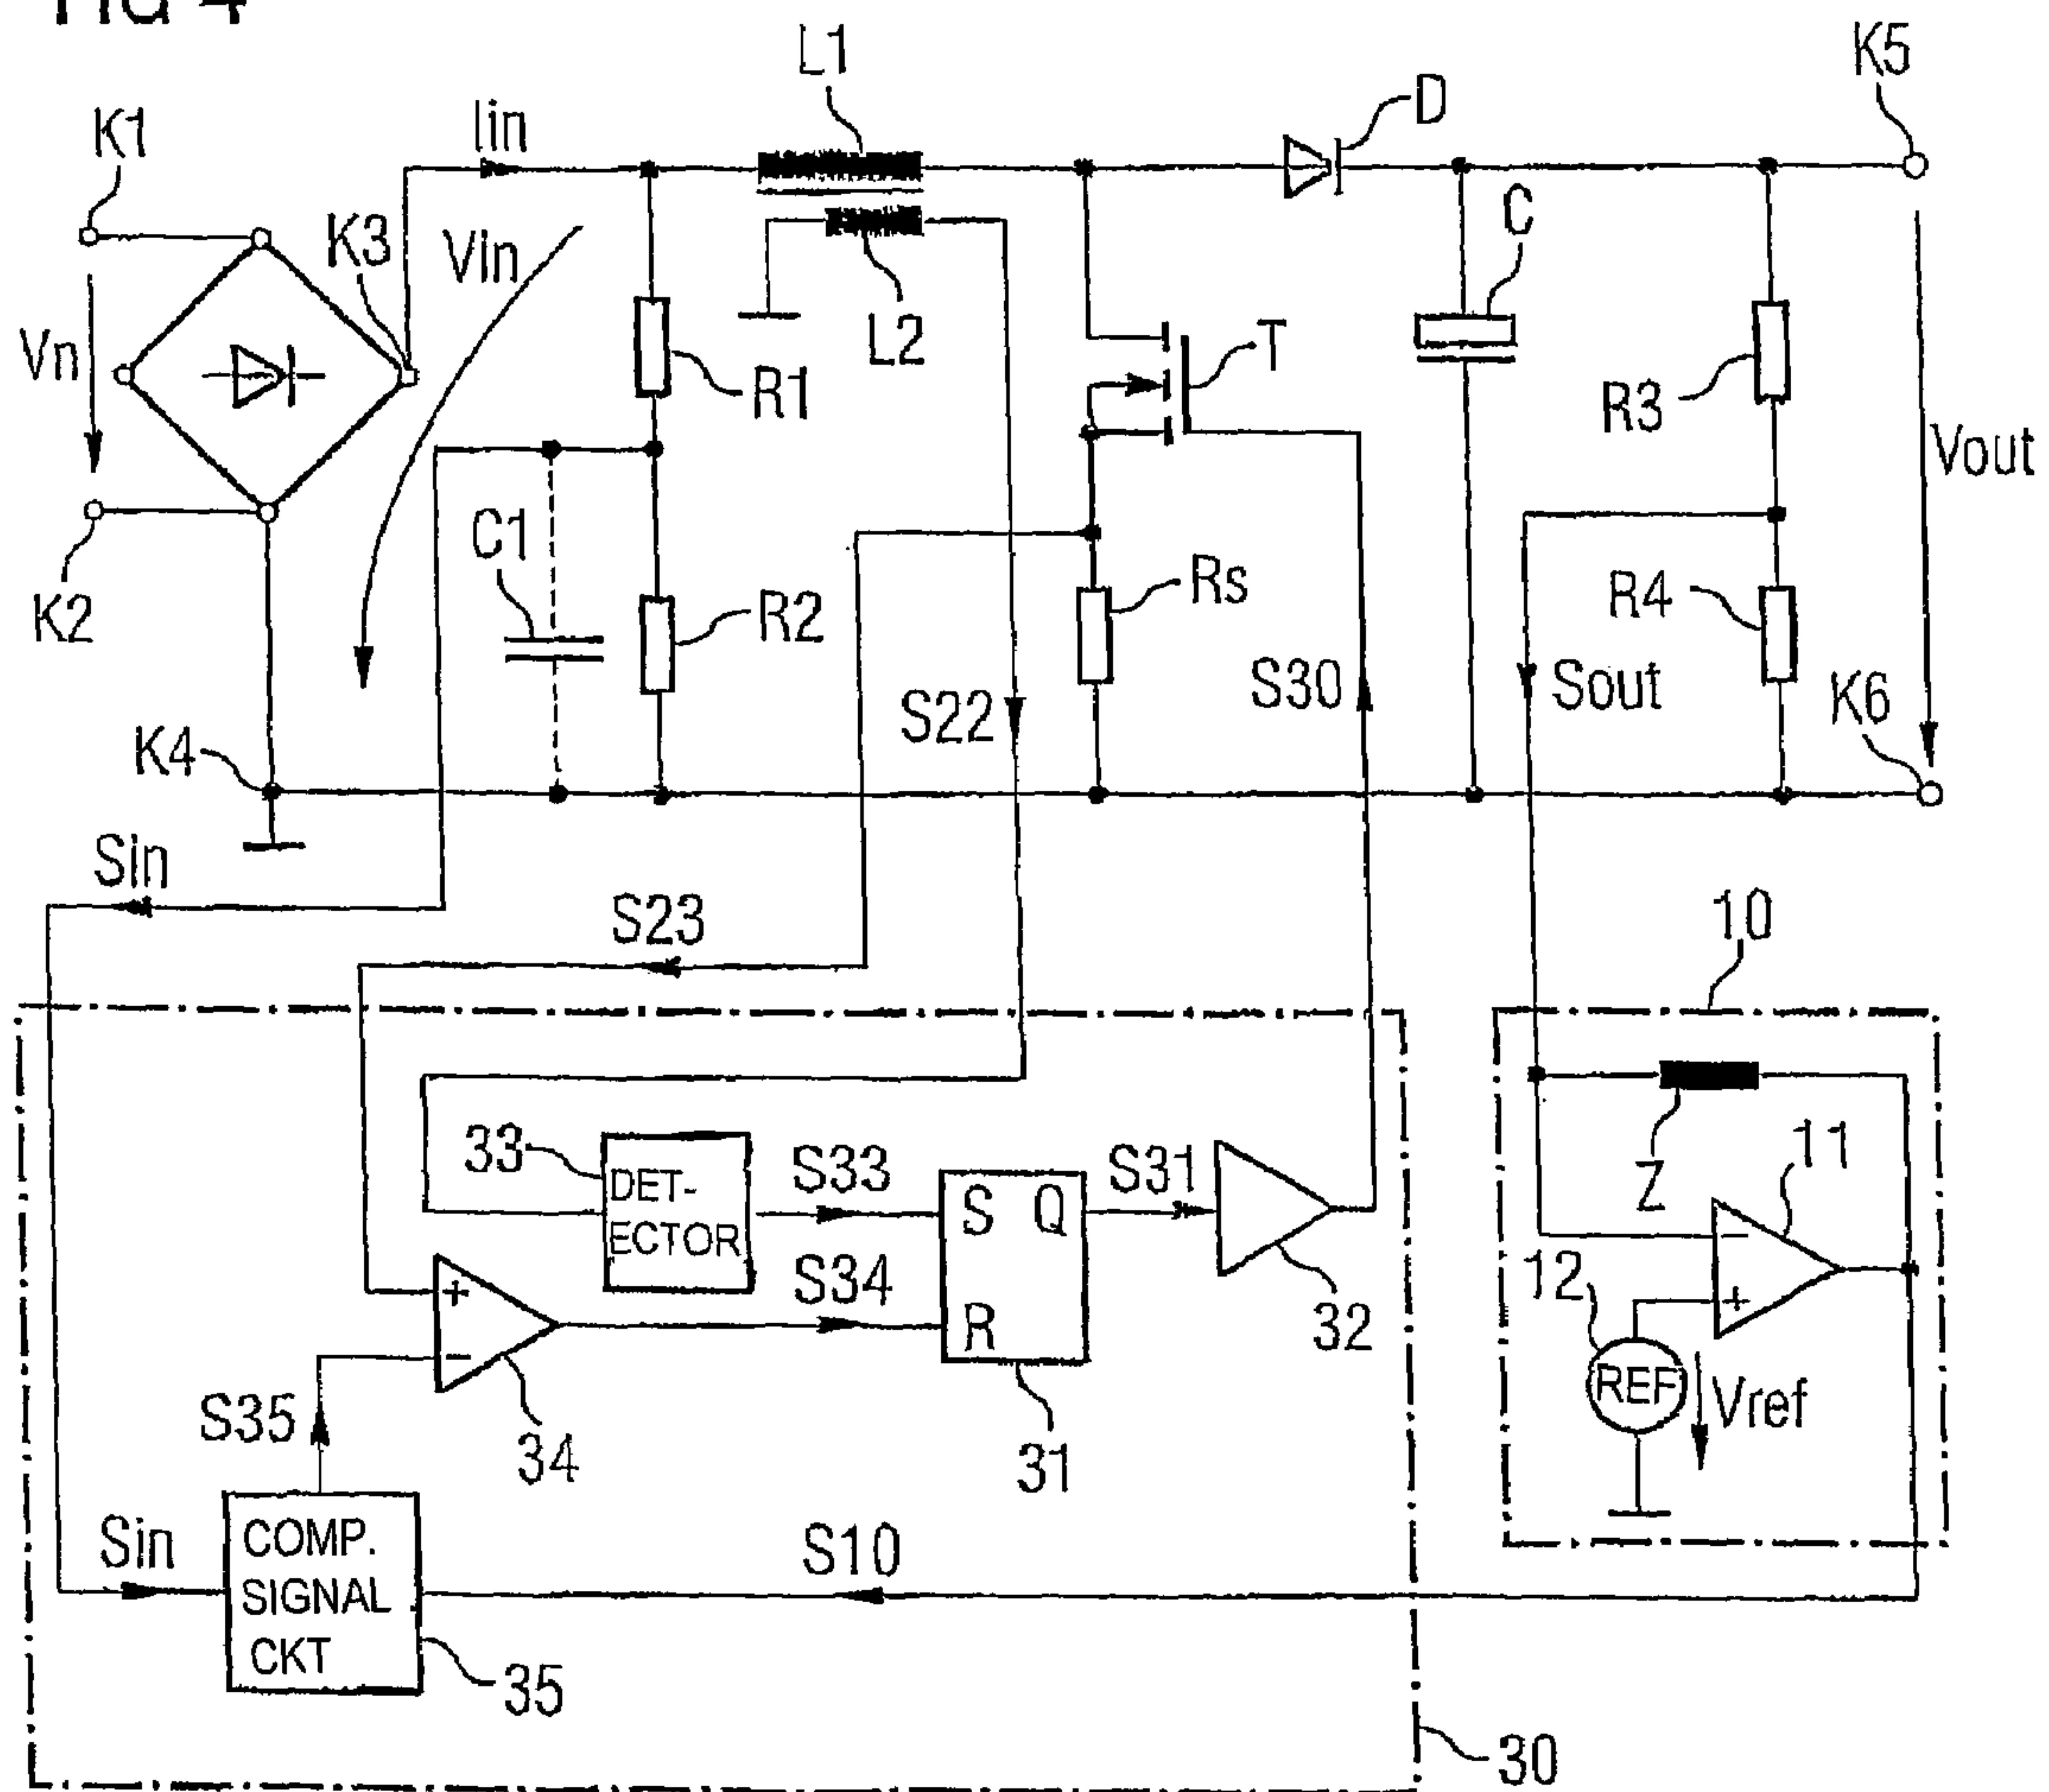 FIG 4
L1
K5
D
Iin
K1
K3
Vin
C
Vn
L2
T
R1
R3
Vout
C1
K2
R2
Rs
R4
S22
S30
Sout
K6
K4
Sin
S23
10
33
DET-
ECTOR
S33
S31
Z
11
S Q
12
S34
R
32
+
-
-
+
REF
Vref
S35
34
31
Sin
COMP.
SIGNAL
CKT
S10
35
30